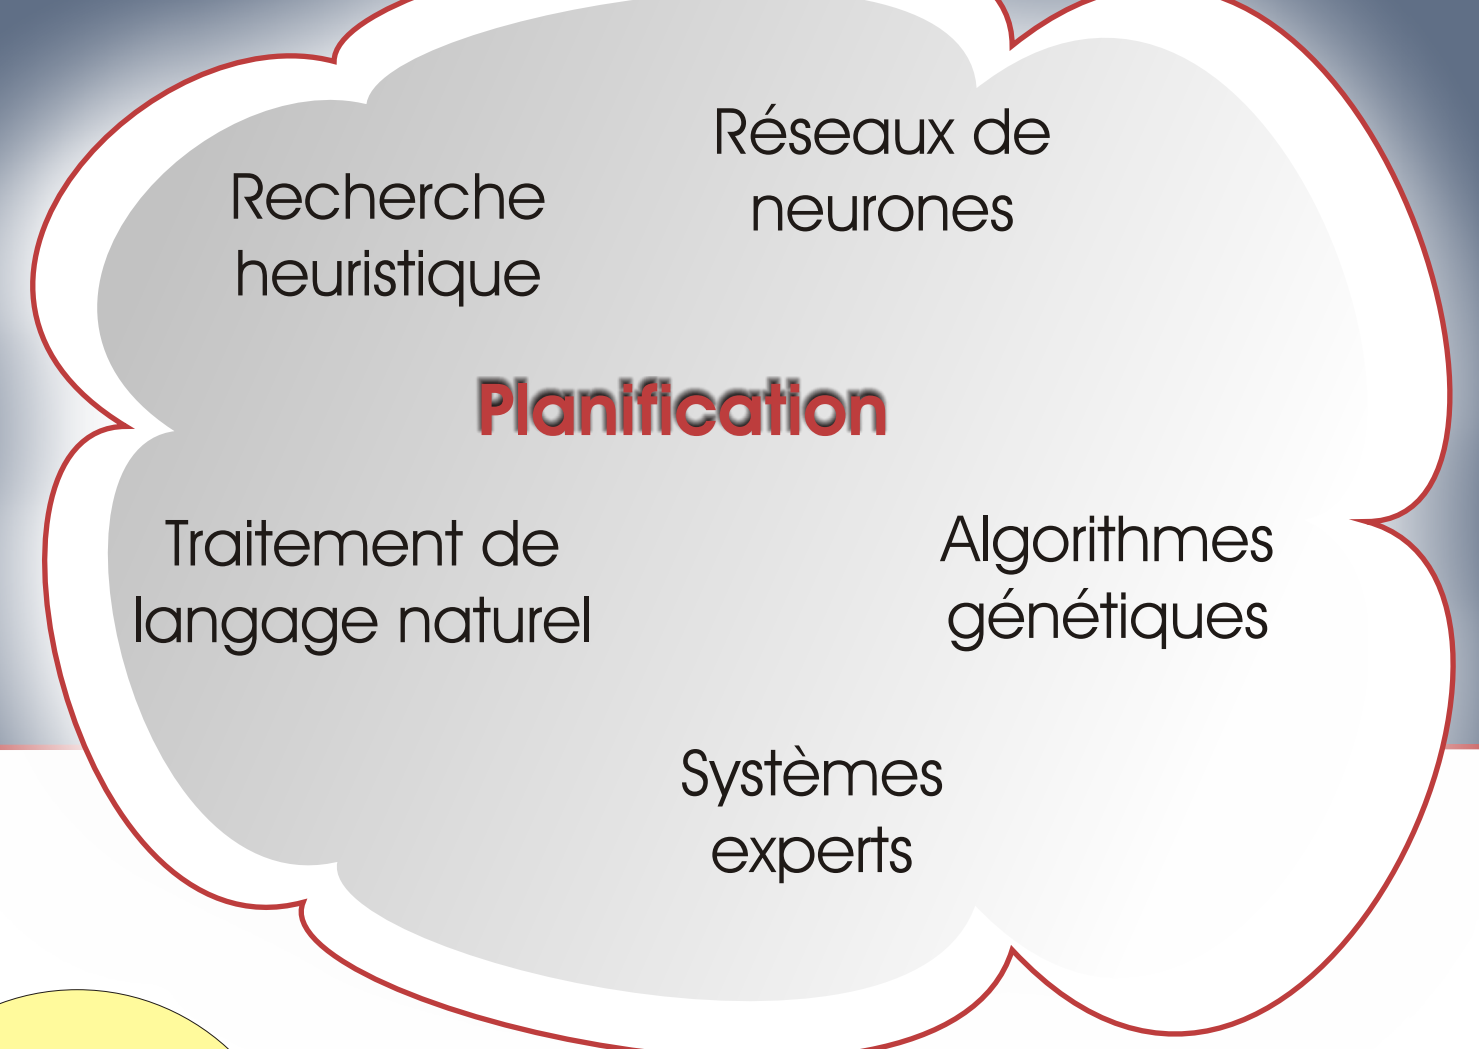 Réseaux de
neurones
Recherche
heuristique
Planification
Traitement de
langage naturel
Algorithmes
génétiques
Systèmes
experts